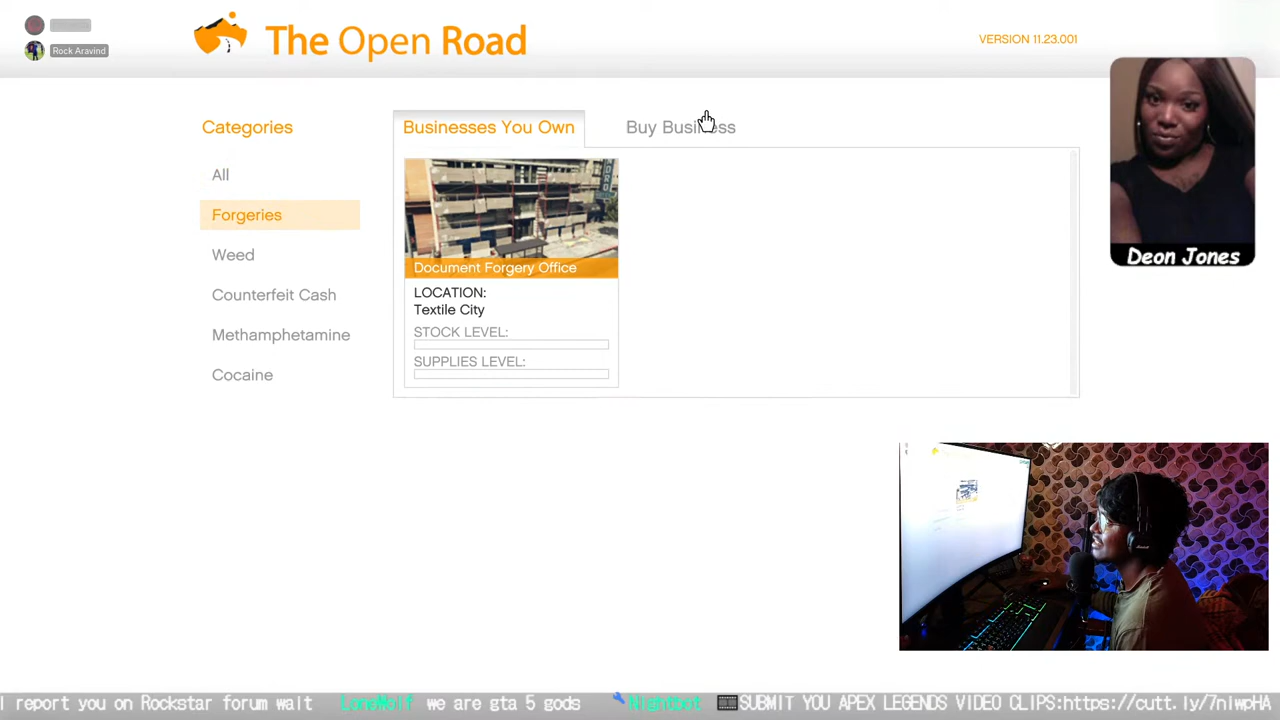 Rock Aravind
The Open Road
VERSION 11.23.001
Categories
All
Forgeries
Weed
Counterfeit Cash
Methamphetamine
Cocaine
Businesses You Own
Buy Business
Document Forgery Office
LOCATION:
Textile City
STOCK LEVEL:
SUPPLIES LEVEL:
Deon Jones
I report you on Rockstar forum wait LoneWolf we are gta 5 gods Nightbot SUBMIT YOU APEX LEGENDS VIDEO CLIPS:https://cutt.ly/7nlwpHA